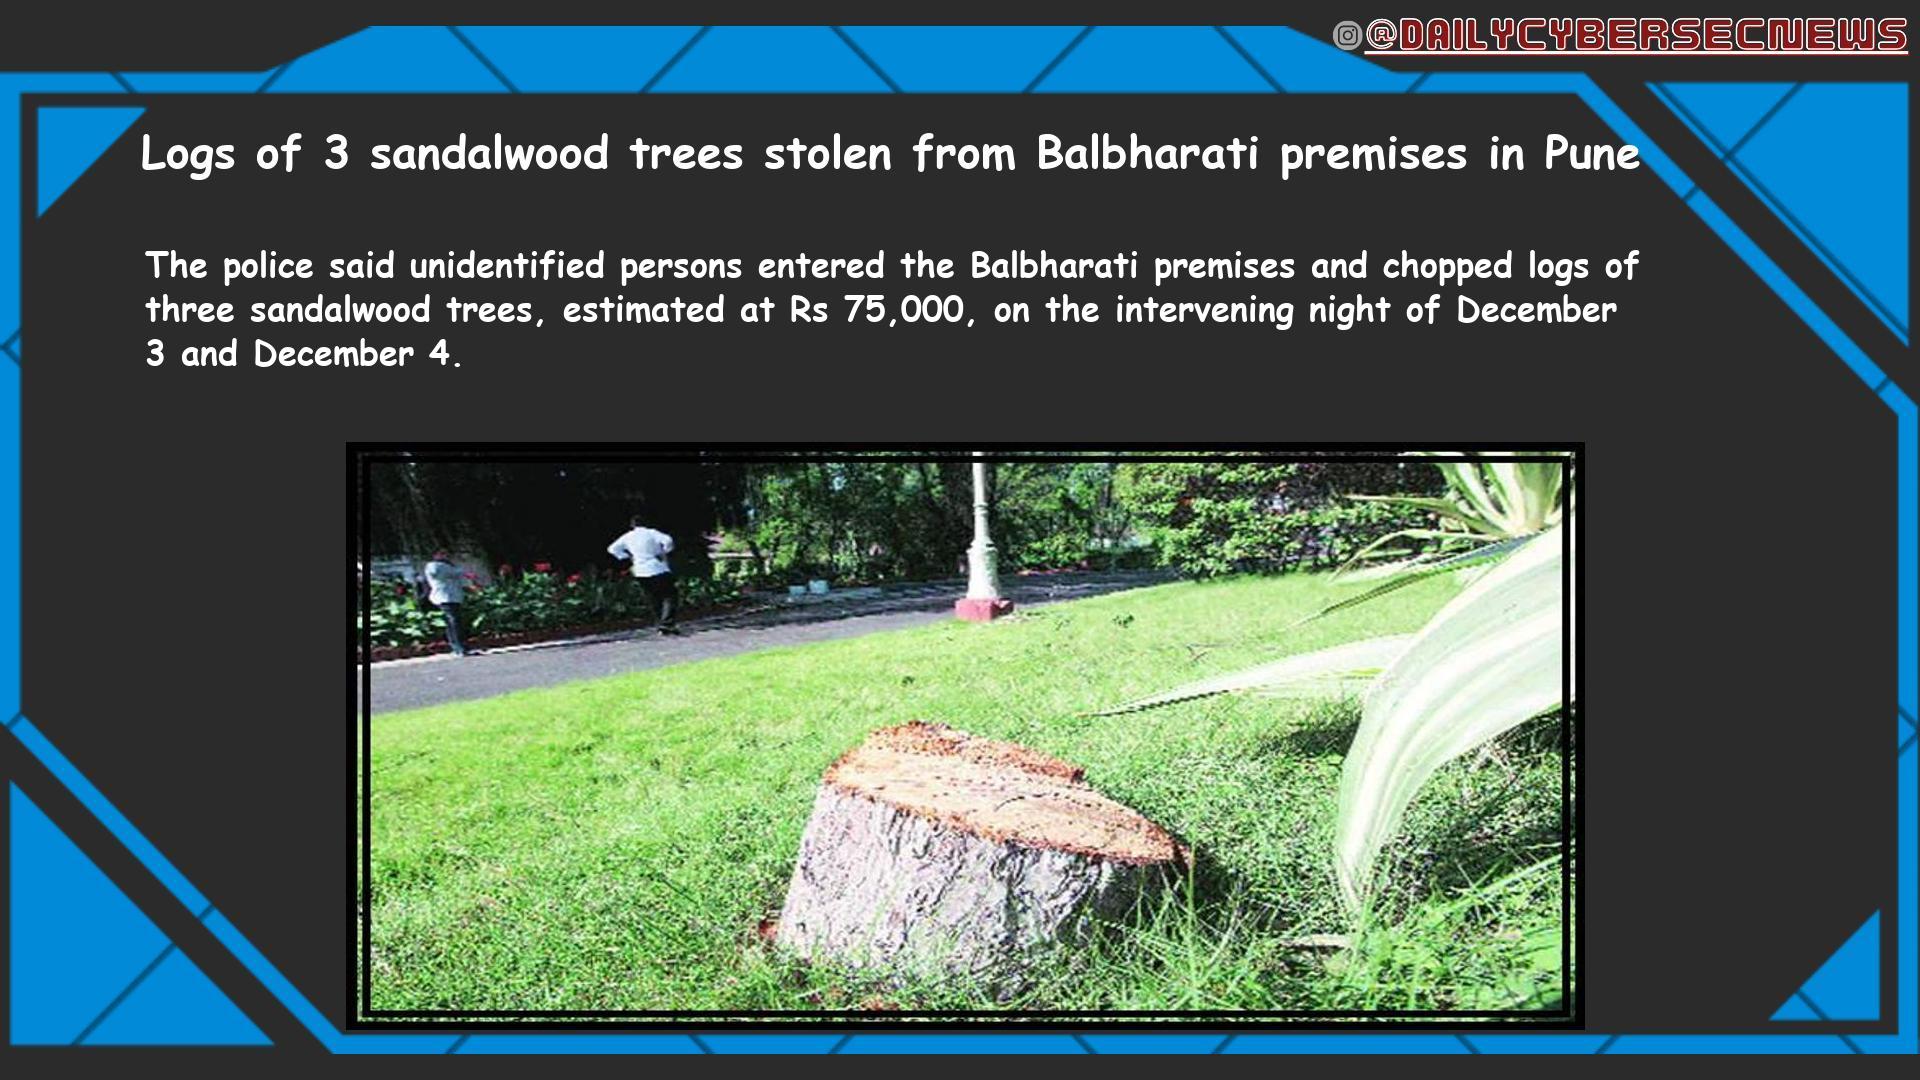 @DAILYCYBERSECNEWS
Logs of 3 sandalwood trees stolen from Balbharati premises in Pune
The police said unidentified persons entered the Balbharati premises and chopped logs of
three sandalwood trees, estimated at Rs 75,000, on the intervening night of December
3 and December 4.